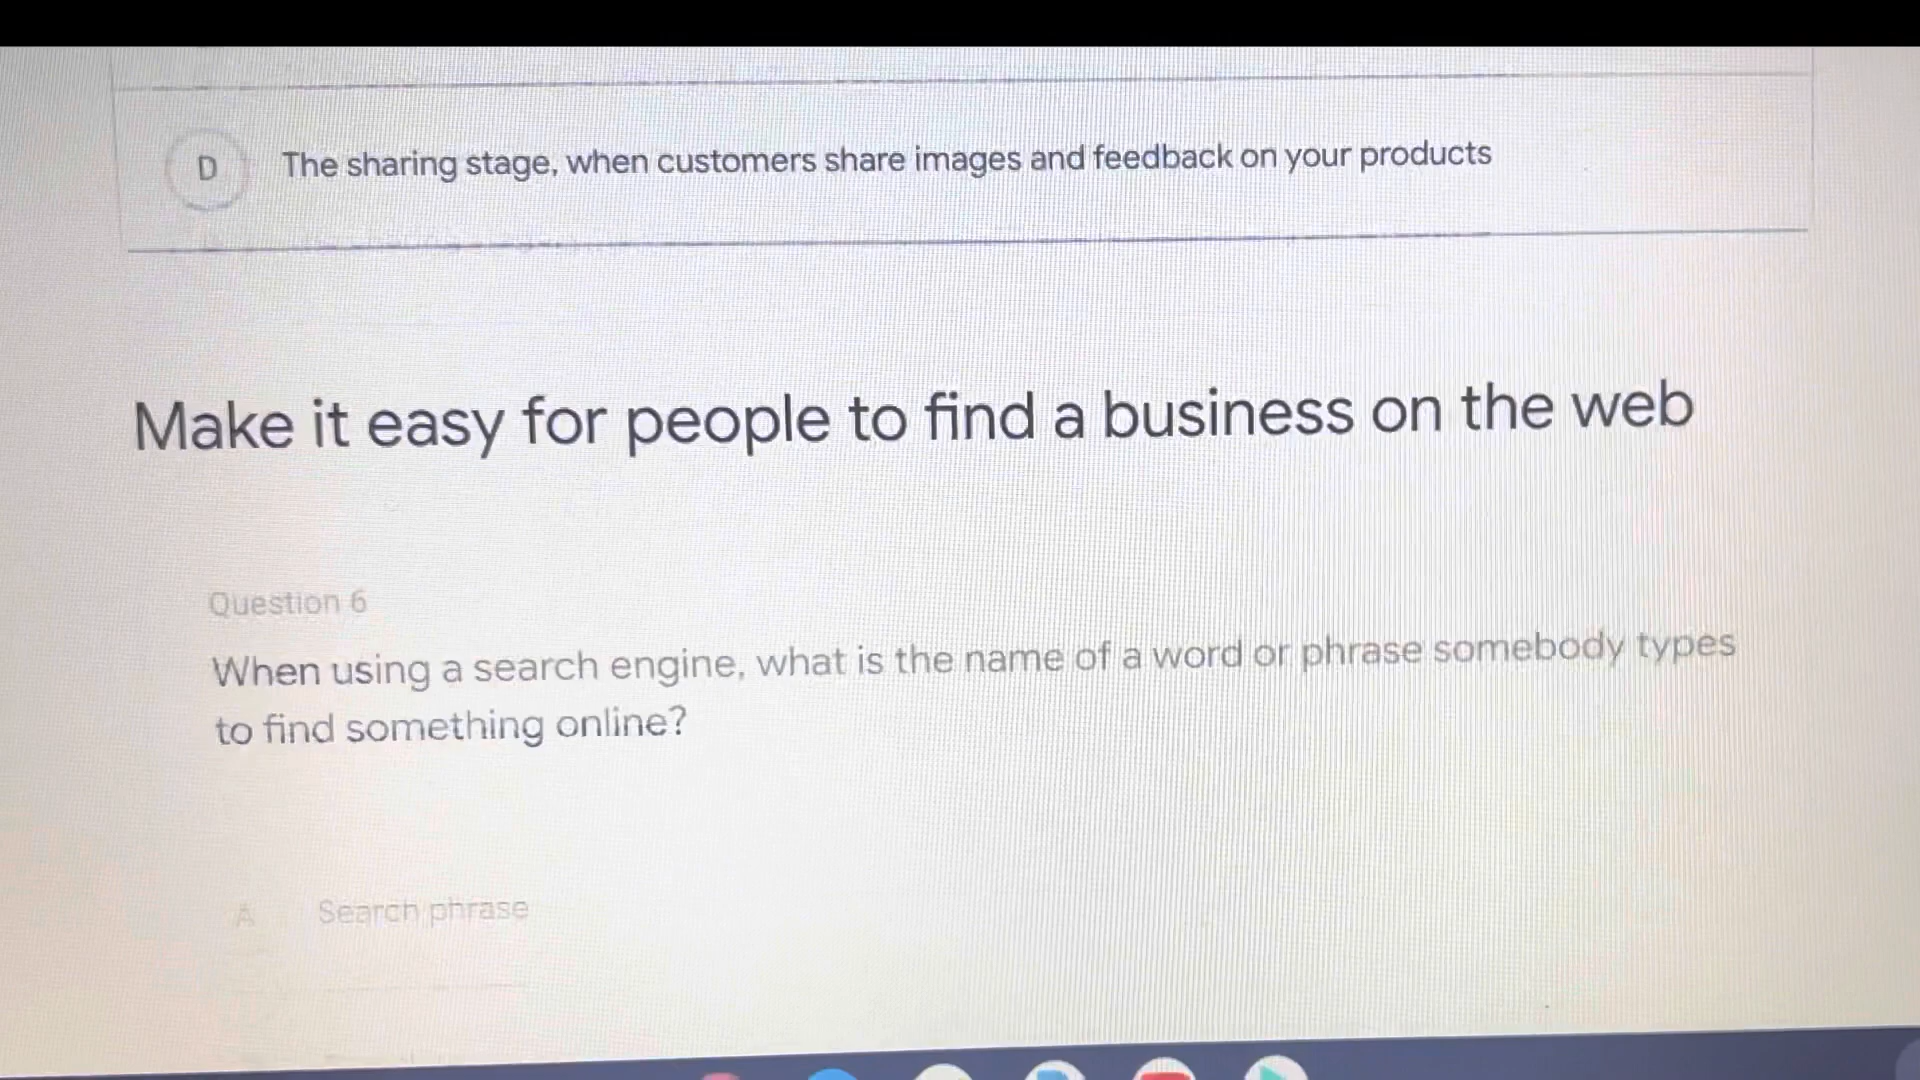 D The sharing stage, when customers share images and feedback on your products
Make it easy for people to find a business on the web
Question 6
When using a search engine, what is the name of a word or phrase somebody types
to find something online?
A Search phrase